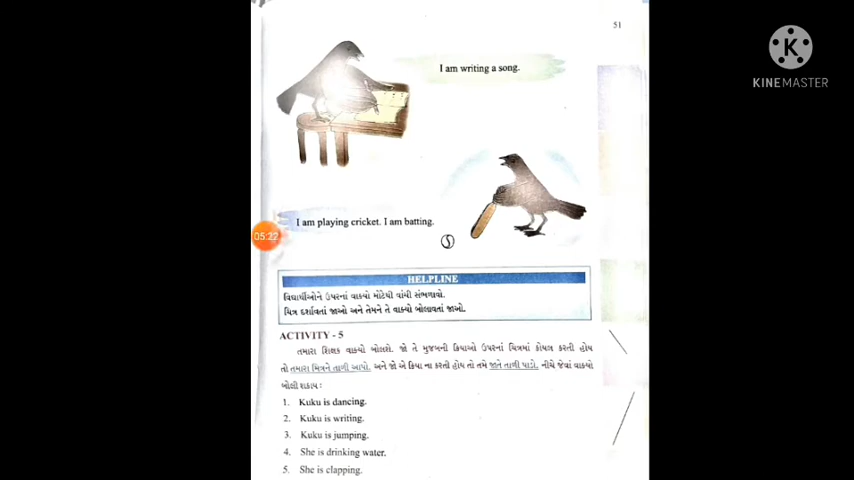 51
K
KINEMASTER
I am writing a song.
I am playing cricket. I am batting.
05:22
HELPLINE
વિદ્યાર્થીઓને ઉપરનાં વાક્યો મોટેથી વાંચી સંભળાવો.
ચિત્ર દર્શાવતાં જાઓ અને તેમને તે વાક્યો બોલાવતાં જાઓ.
ACTIVITY - 5
તમારા શિક્ષક વાક્યો બોલશે. જો તે મુજબની ક્રિયાઓ ઉપરનાં ચિત્રમાં કોયલ કરતી હોય
તો તમારા મિત્રને તાળી આપો. અને જો એ ક્રિયા ના કરતી હોય તો તમે જાતે તાળી પાડો. નીચે જેવાં વાક્યો
બોલી શકાય :
1. Kuku is dancing.
2. Kuku is writing.
3. Kuku is jumping.
4. She is drinking water.
5. She is clapping.